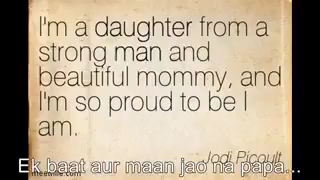 I'm a daughter from a
strong man and
beautiful mommy, and
I'm so proud to be I
am.
Jodi Picoult
Ek baat aur maan jao na papa...